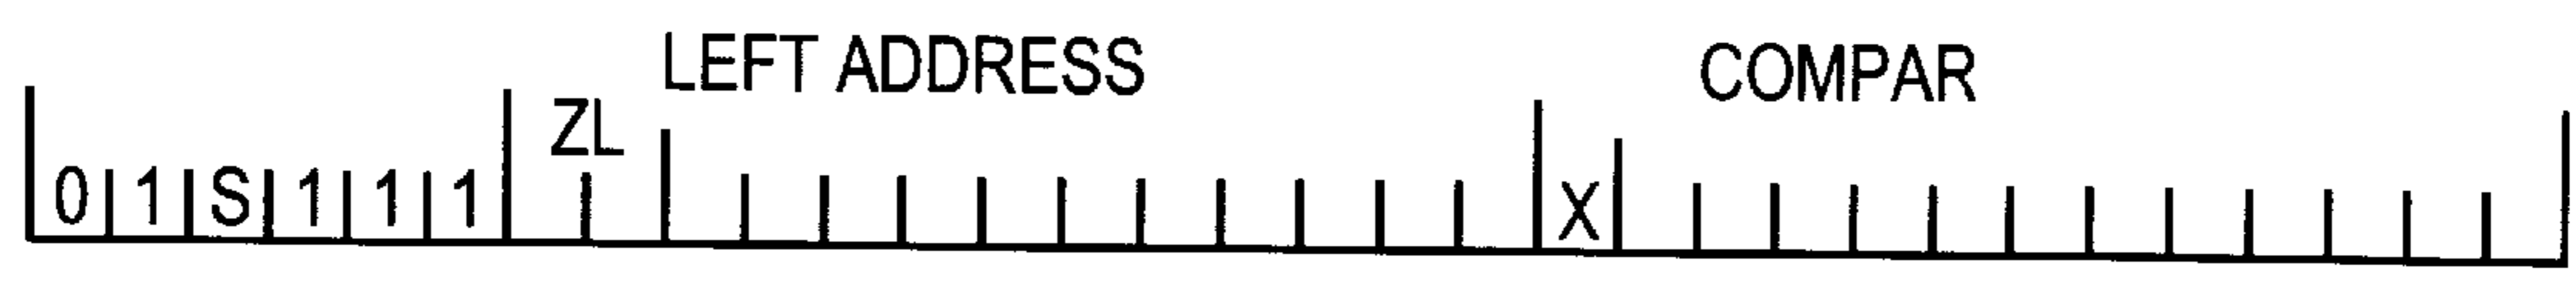 LEFT ADDRESS COMPAR
ZL
0 1 S 1 1 1 X